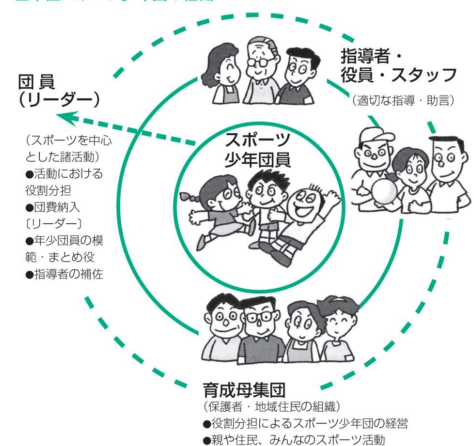 団 員
（リーダー）
（スポーツを中心
とした諸活動）
●活動における
役割分担
●団費納入
〔リーダー〕
●年少団員の模
範・まとめ役
●指導者の補佐
スポーツ
少年団員
指導者・
役員・スタッフ
（適切な指導・助言）
育成母集団
（保護者・地域住民の組織）
●役割分担によるスポーツ少年団の経営
●親や住民、みんなのスポーツ活動